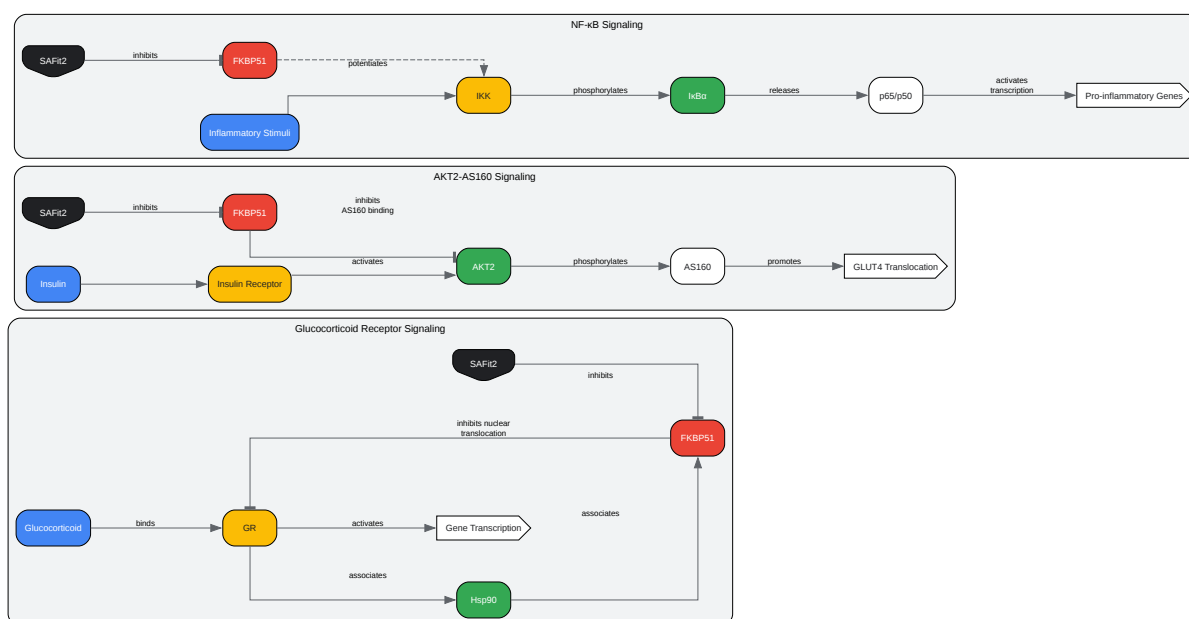 NF-κB Signaling
SAFit2
inhibits
FKBP51
potentiates
IKK
phosphorylates
IκBα
releases
p65/p50
activates
transcription
Pro-inflammatory Genes
Inflammatory Stimuli
AKT2-AS160 Signaling
SAFit2
inhibits
FKBP51
inhibits
AS160 binding
Insulin
Insulin Receptor
activates
AKT2
phosphorylates
AS160
promotes
GLUT4 Translocation
Glucocorticoid Receptor Signaling
SAFit2
inhibits
FKBP51
inhibits nuclear
translocation
Glucocorticoid
binds
GR
activates
Gene Transcription
associates
associates
Hsp90